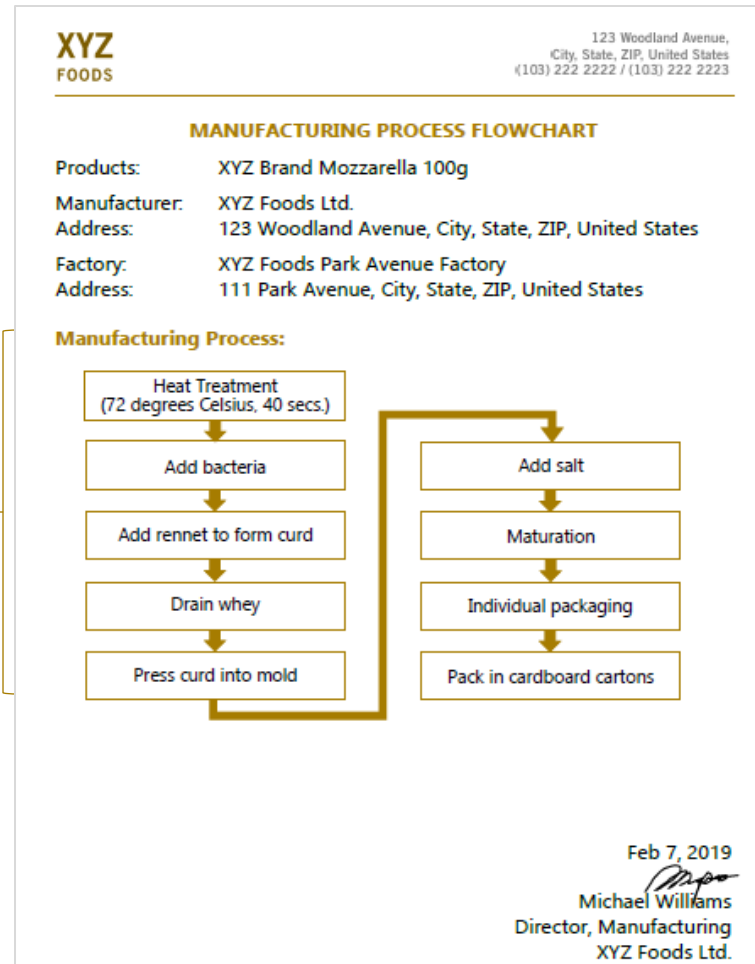 XYZ
FOODS
123 Woodland Avenue,
City, State, ZIP, United States
(103) 222 2222 / (103) 222 2223
MANUFACTURING PROCESS FLOWCHART
Products: XYZ Brand Mozzarella 100g
Manufacturer: XYZ Foods Ltd.
Address: 123 Woodland Avenue, City, State, ZIP, United States
Factory: XYZ Foods Park Avenue Factory
Address: 111 Park Avenue, City, State, ZIP, United States
Manufacturing Process:
Heat Treatment
(72 degrees Celsius, 40 secs.)
Add bacteria
Add rennet to form curd
Drain whey
Press curd into mold
Add salt
Maturation
Individual packaging
Pack in cardboard cartons
Feb 7, 2019
Michael Williams
Director, Manufacturing
XYZ Foods Ltd.